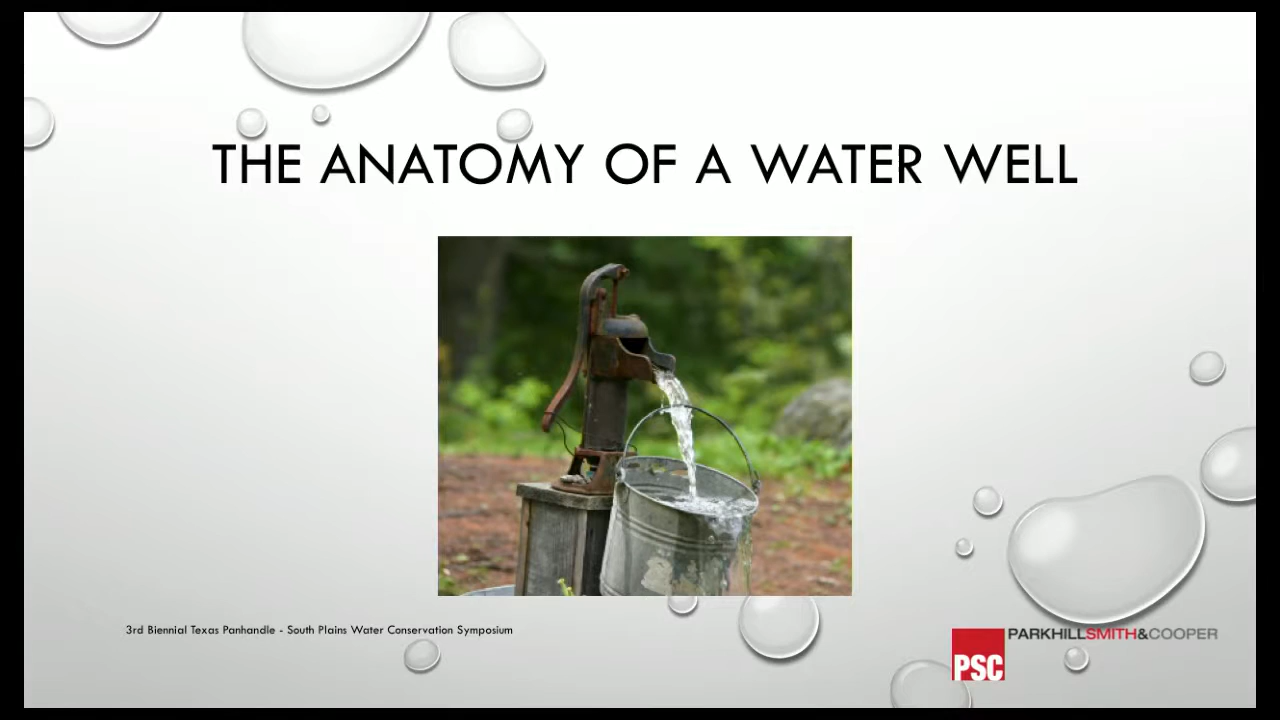 THE ANATOMY OF A WATER WELL
3rd Biennial Texas Panhandle - South Plains Water Conservation Symposium
PARKHILLSMITH&COOPER
PSC